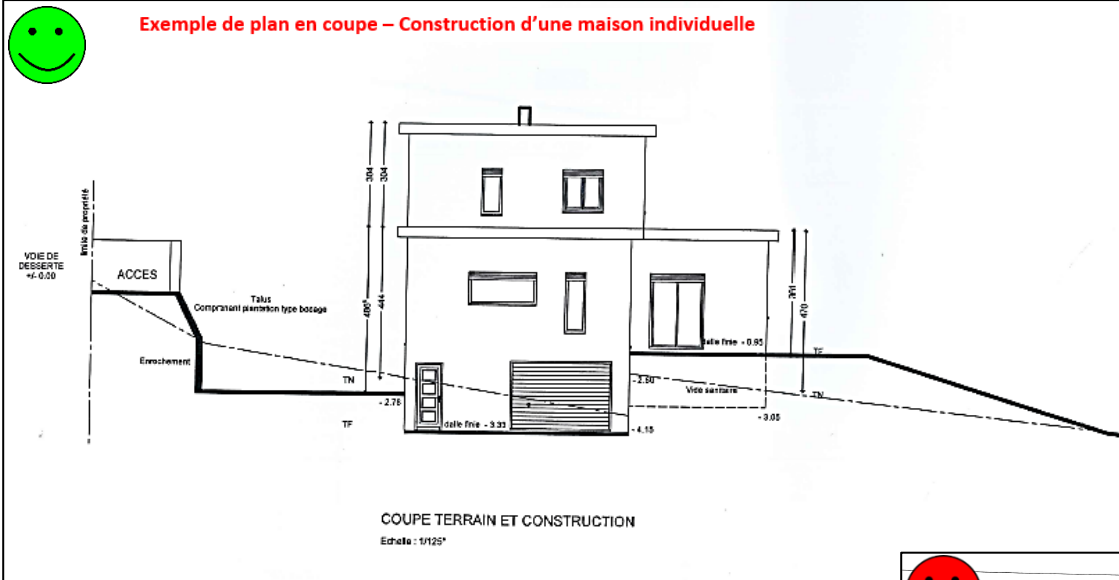 Exemple de plan en coupe – Construction d'une maison individuelle
limite de propriété
VOIE DE
DESSERTE
+/- 0.00
ACCES
Talus
Comprenant plantation type bocage
Enrochement
TN
TF
304
304
444
- 2.76
dalle finie - 3.33
- 4.15
- 2.60
Vide sanitaire
- 3.05
dalle finie - 0.95
470
TF
TN
COUPE TERRAIN ET CONSTRUCTION
Echelle : 1/125°